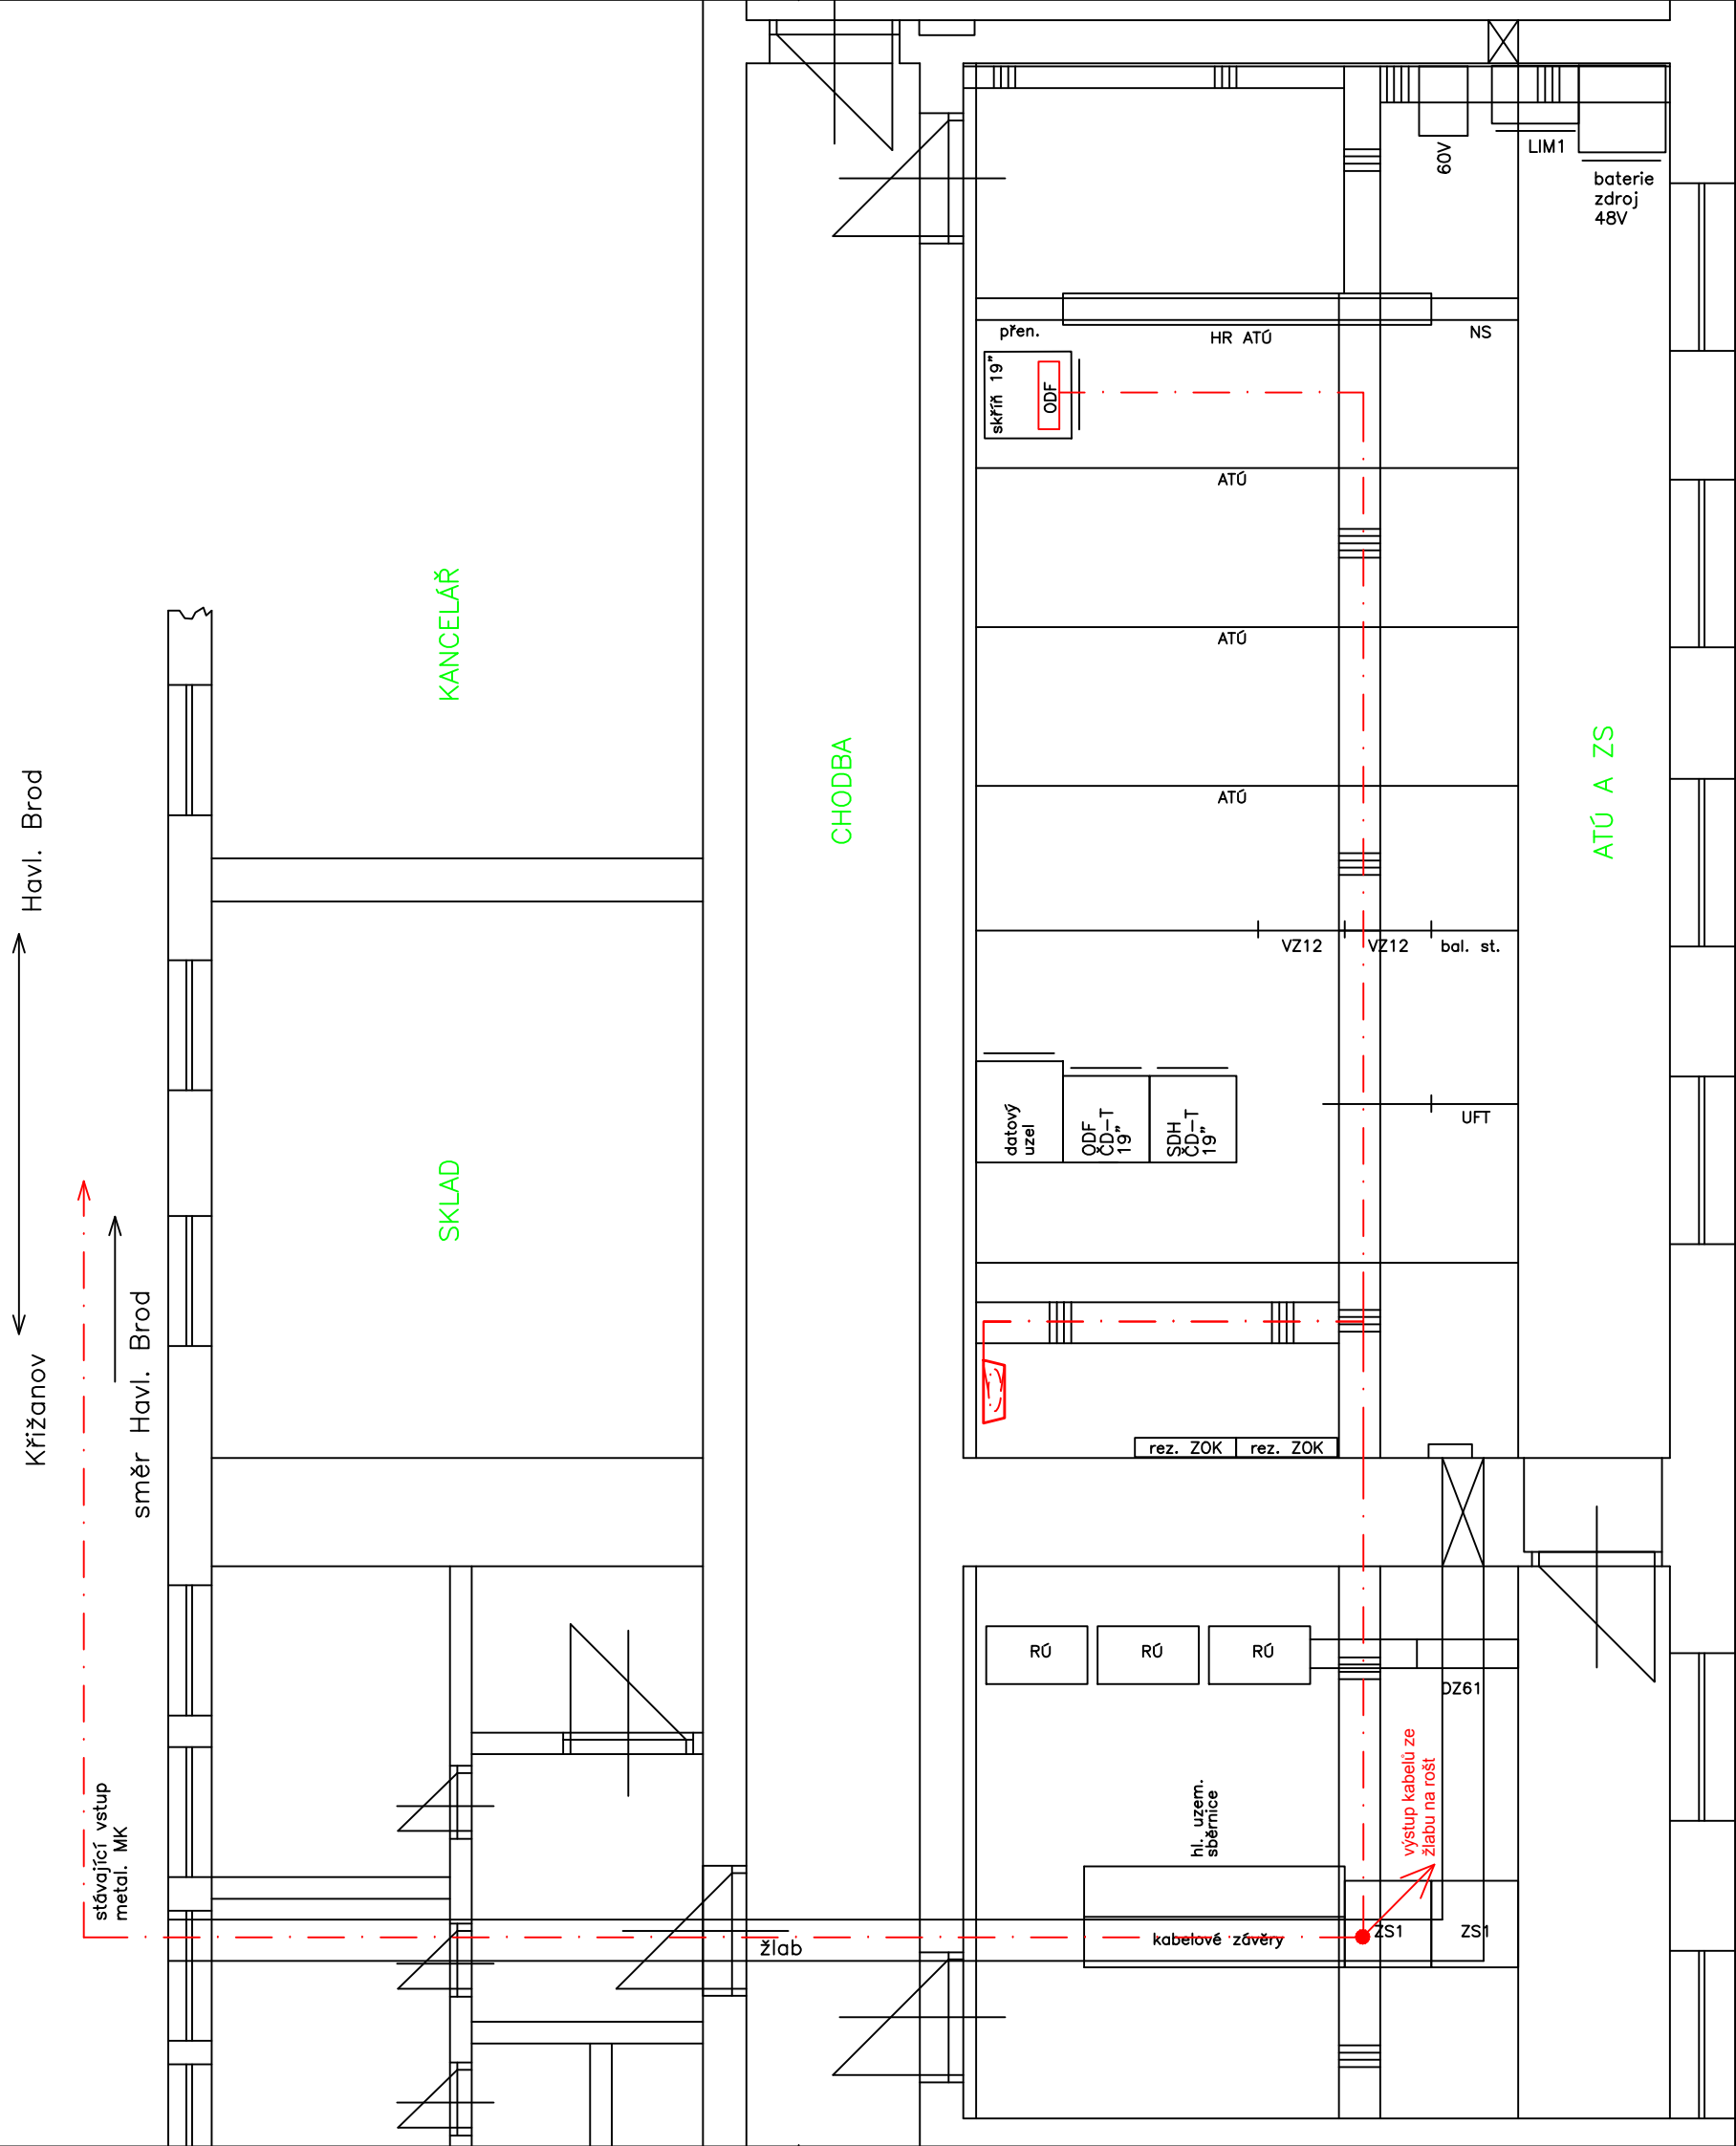 60V
LIM1
baterie
zdroj
48V
přen.
HR ATÚ
NS
skříň 19"
ODF
ATÚ
KANCELÁŘ
ATÚ
CHODBA
ATÚ
ATÚ A ZS
Havl. Brod
VZ12
VZ12
bal. st.
datový
uzel
ODF
ČD-T
19"
SDH
ČD-T
19"
UFT
SKLAD
Křižanov
směr Havl. Brod
rez. ZOK
rez. ZOK
RÚ
RÚ
RÚ
DZ61
výstup kabelů ze
žlabu na rošt
hl. uzem.
sběrnice
stávající vstup
metal. MK
žlab
kabelové závěry
ZS1
ZS1